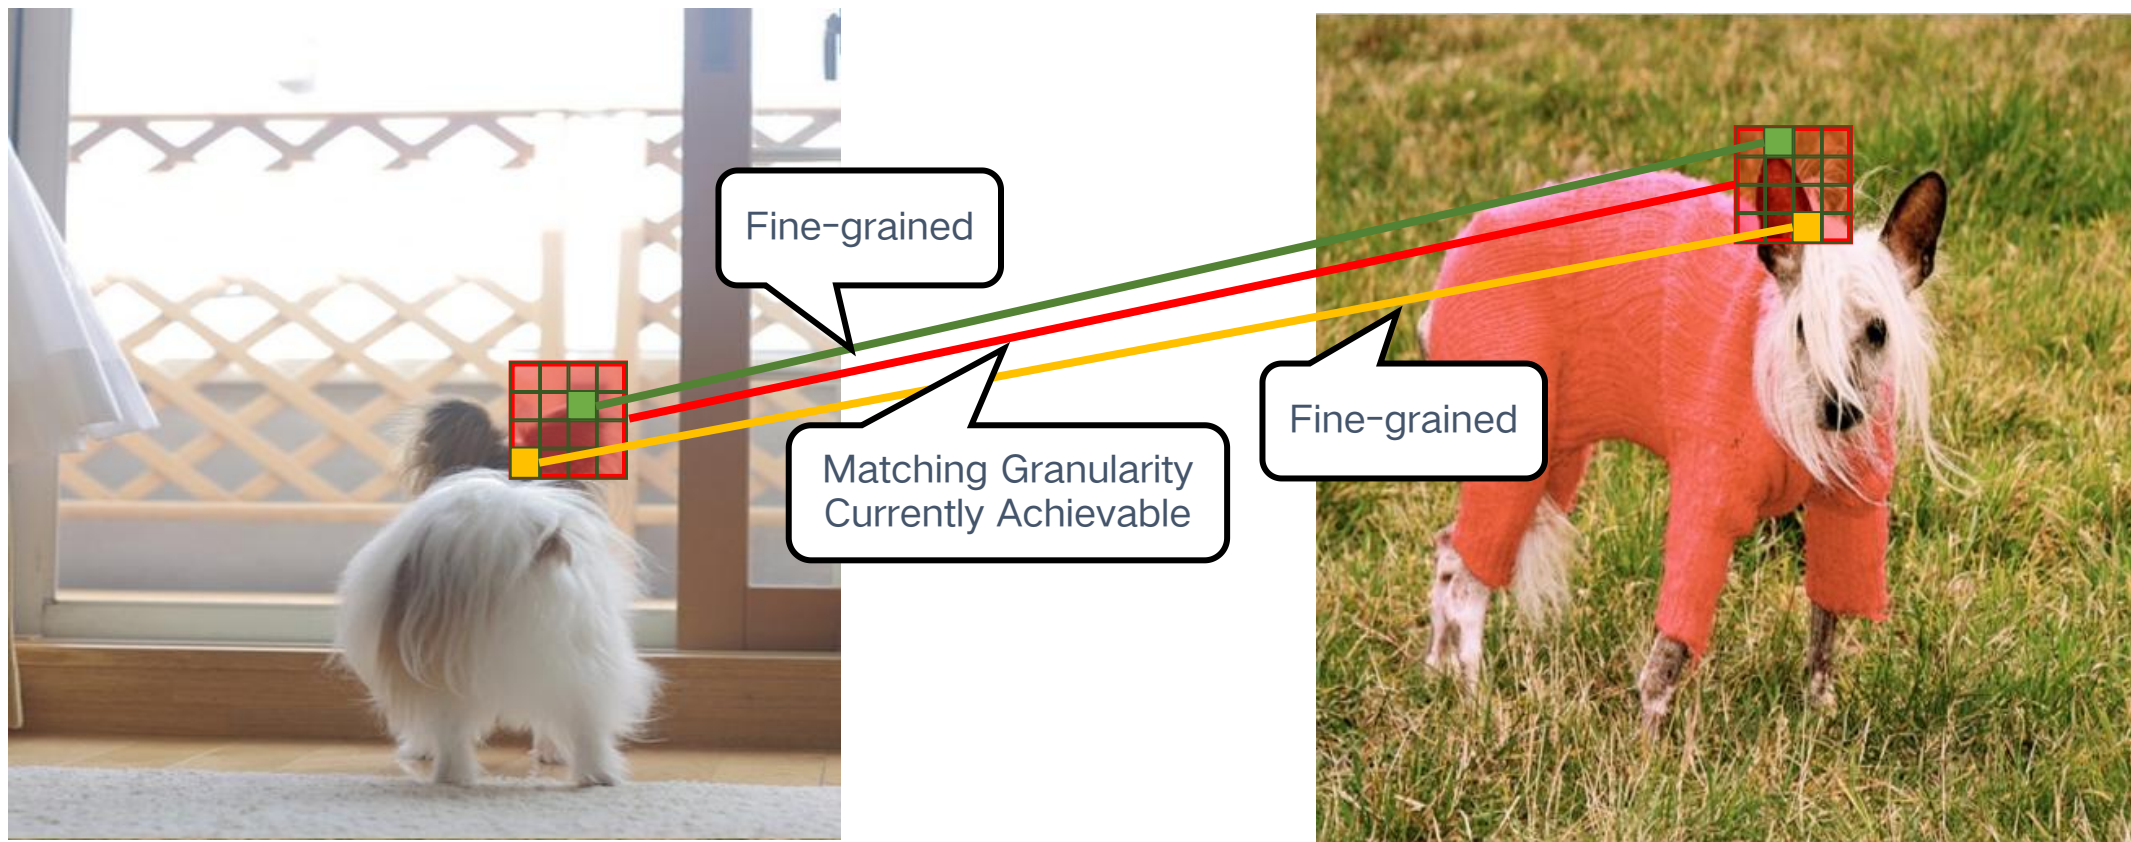 Fine-grained
Matching Granularity
Currently Achievable
Fine-grained